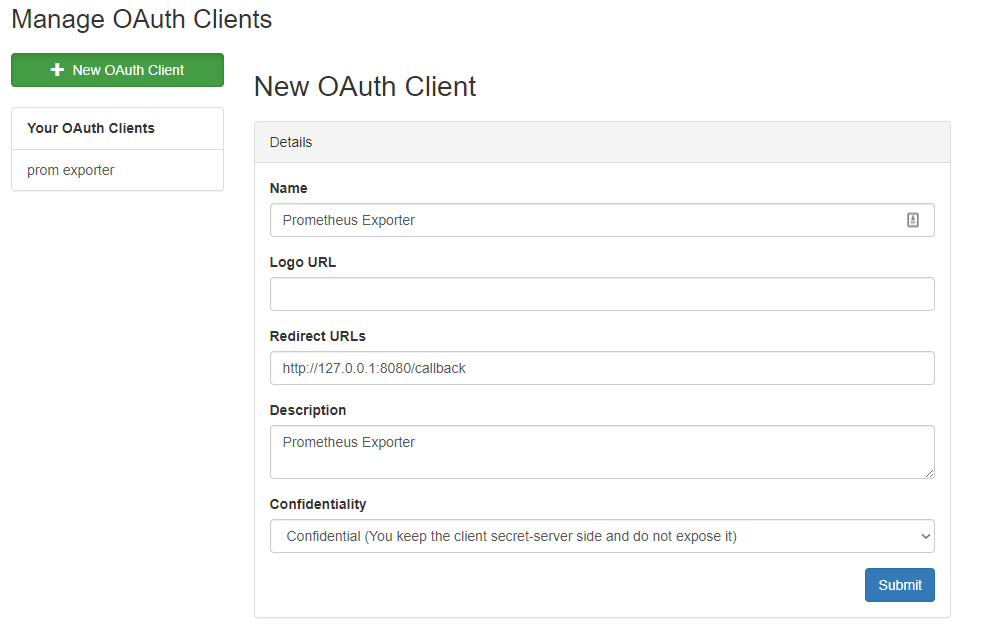 Manage OAuth Clients
New OAuth Client
Your OAuth Clients
prom exporter
New OAuth Client
Details
Name
Prometheus Exporter
Logo URL
Redirect URLs
http://127.0.0.1:8080/callback
Description
Prometheus Exporter
Confidentiality
Confidential (You keep the client secret-server side and do not expose it)
Submit